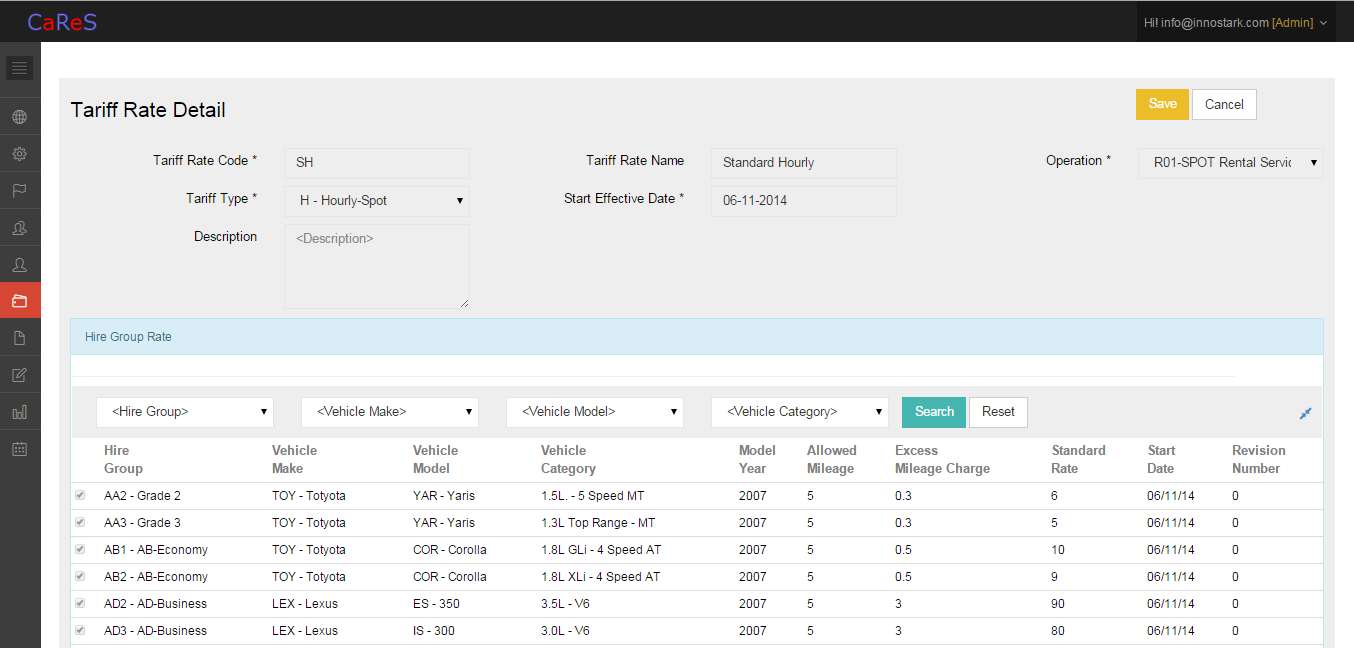 CaReS
Hi! info@innostark.com [Admin]
Tariff Rate Detail
Save Cancel
Tariff Rate Code * SH Tariff Rate Name Standard Hourly Operation * R01-SPOT Rental Servic
Tariff Type * H - Hourly-Spot Start Effective Date * 06-11-2014
Description <Description>
Hire Group Rate
<Hire Group> <Vehicle Make> <Vehicle Model> <Vehicle Category> Search Reset
Hire Vehicle Vehicle Vehicle Model Allowed Excess Standard Start Revision
Group Make Model Category Year Mileage Mileage Charge Rate Date Number
AA2 - Grade 2 TOY - Totyota YAR - Yaris 1.5L. - 5 Speed MT 2007 5 0.3 6 06/11/14 0
AA3 - Grade 3 TOY - Totyota YAR - Yaris 1.3L Top Range - MT 2007 5 0.3 5 06/11/14 0
AB1 - AB-Economy TOY - Totyota COR - Corolla 1.8L GLi - 4 Speed AT 2007 5 0.5 10 06/11/14 0
AB2 - AB-Economy TOY - Totyota COR - Corolla 1.8L XLi - 4 Speed AT 2007 5 0.5 9 06/11/14 0
AD2 - AD-Business LEX - Lexus ES - 350 3.5L - V6 2007 5 3 90 06/11/14 0
AD3 - AD-Business LEX - Lexus IS - 300 3.0L - V6 2007 5 3 80 06/11/14 0